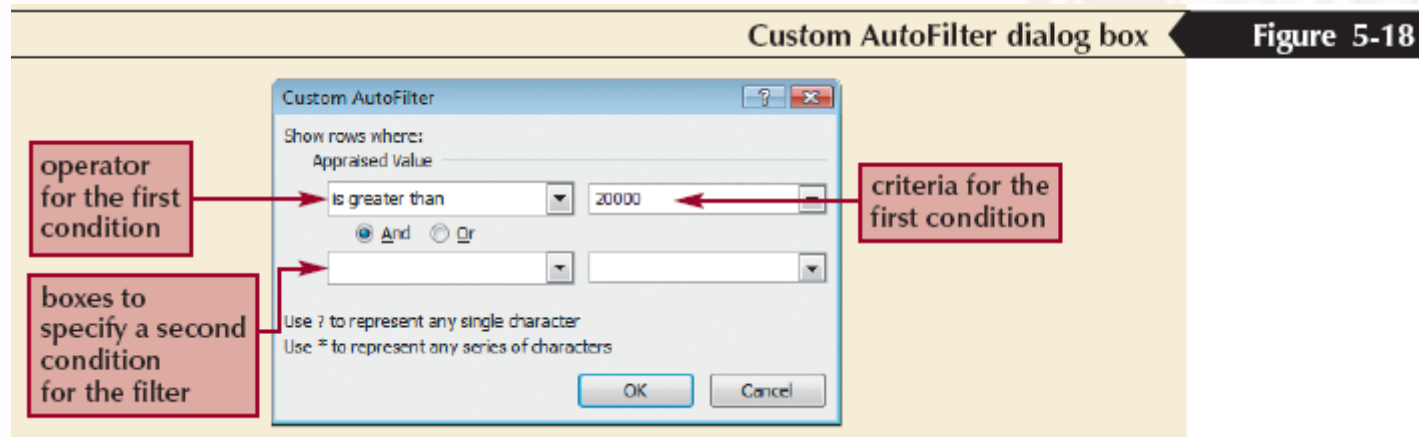 Custom AutoFilter dialog box Figure 5-18
Custom AutoFilter
Show rows where:
Appraised Value
operator
for the first
condition
is greater than 20000
criteria for the
first condition
And Or
boxes to
specify a second
condition
for the filter
Use ? to represent any single character
Use * to represent any series of characters
OK Cancel